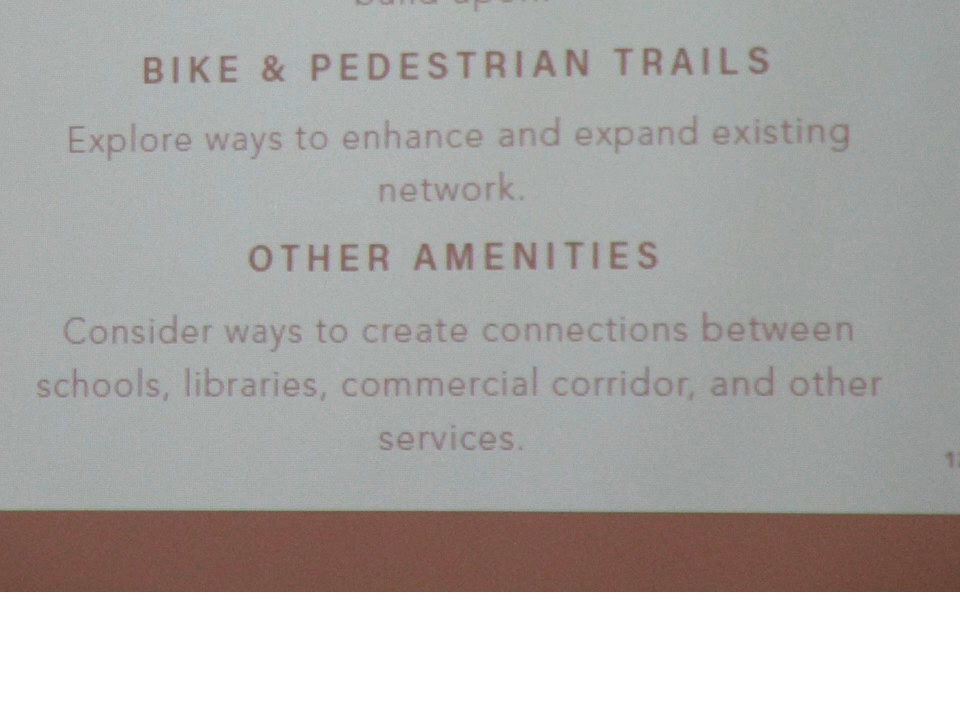 BIKE & PEDESTRIAN TRAILS
Explore ways to enhance and expand existing
network.
OTHER AMENITIES
Consider ways to create connections between
schools, libraries, commercial corridor, and other
services.